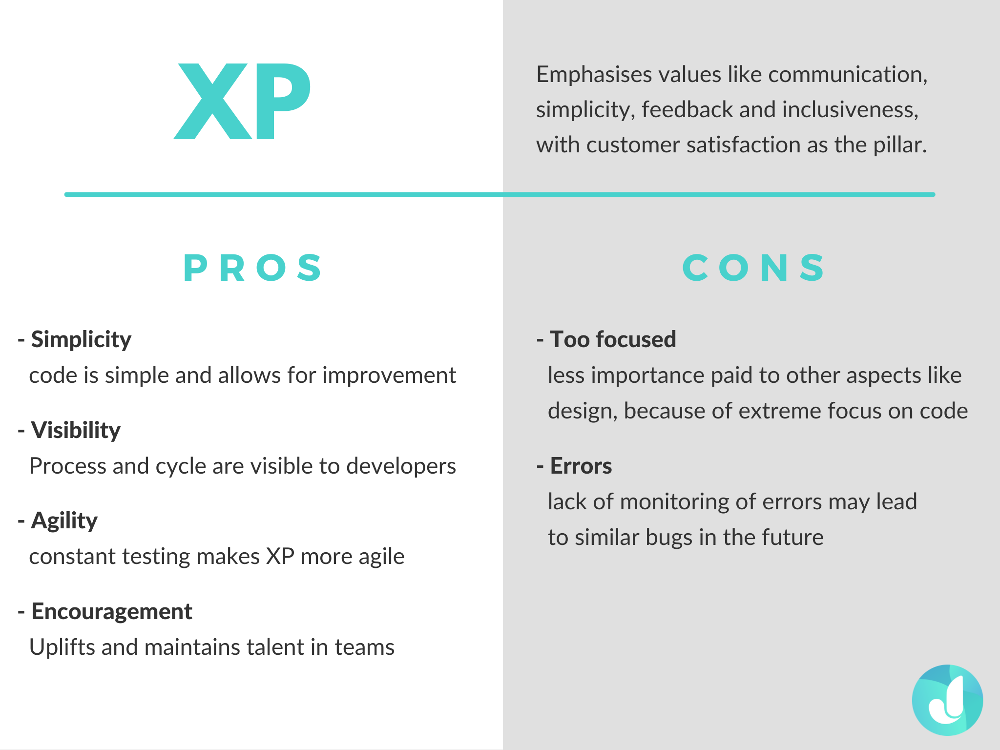 XP
Emphasises values like communication,
simplicity, feedback and inclusiveness,
with customer satisfaction as the pillar.
PROS
- Simplicity
code is simple and allows for improvement
- Visibility
Process and cycle are visible to developers
- Agility
constant testing makes XP more agile
- Encouragement
Uplifts and maintains talent in teams
CONS
- Too focused
less importance paid to other aspects like
design, because of extreme focus on code
- Errors
lack of monitoring of errors may lead
to similar bugs in the future